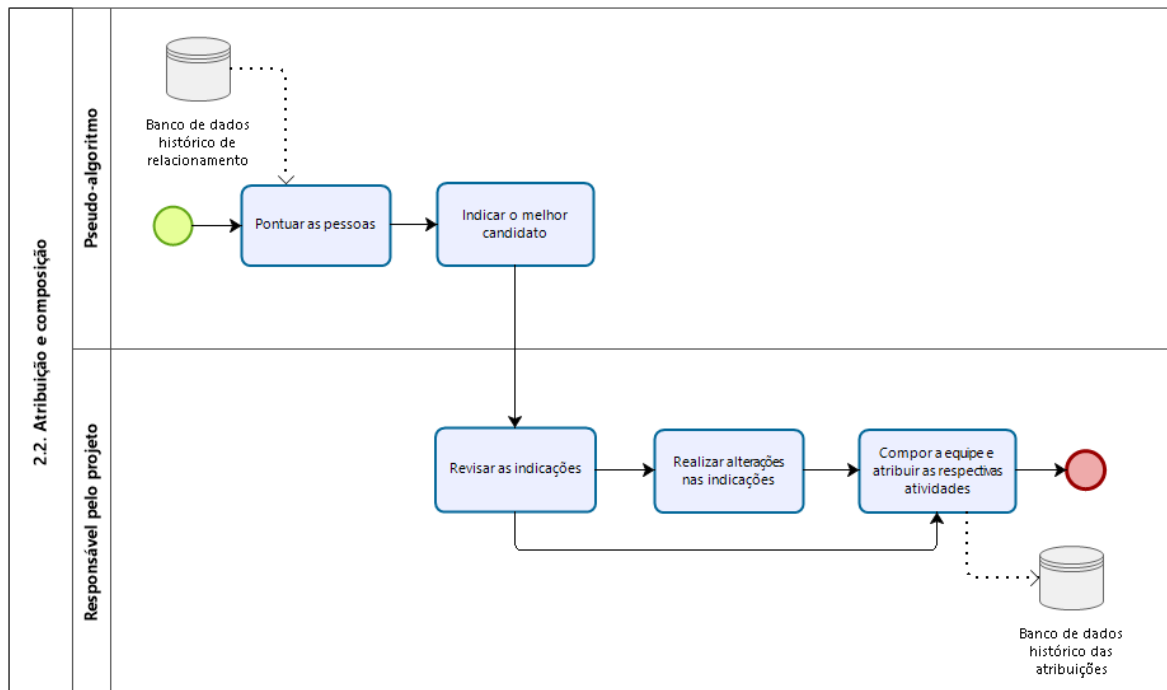 2.2. Atribuição e composição
Pseudo-algoritmo
Banco de dados
histórico de
relacionamento
Pontuar as pessoas
Indicar o melhor
candidato
Responsável pelo projeto
Revisar as indicações
Realizar alterações
nas indicações
Compor a equipe e
atribuir as respectivas
atividades
Banco de dados
histórico das
atribuições